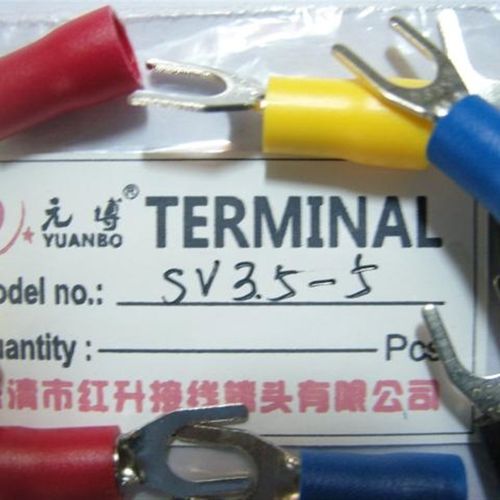 元博® TERMINAL
YUANBO
odel no.: SV3.5-5
uantity : Pcs
清市红升接线端头有限公司